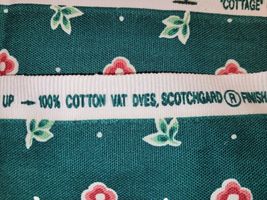 "COTTAGE"
UP → 100% COTTON VAT DYES, SCOTCHGARD ® FINISH